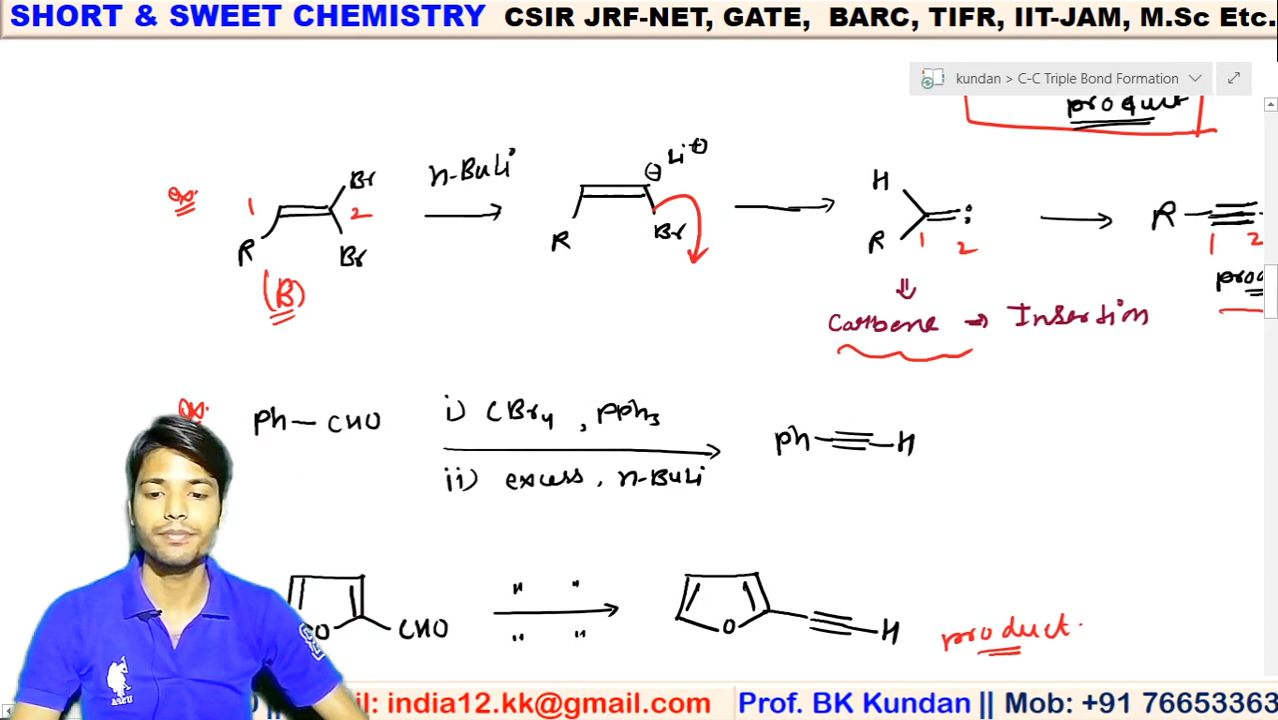 SHORT & SWEET CHEMISTRY CSIR JRF-NET, GATE, BARC, TIFR, IIT-JAM, M.Sc Etc.
kundan > C-C Triple Bond Formation
product
ex. 1 R 2 Br Br (B)
n-BuLi
R ⊖ Li⊕ Br
H R 1 2 :
R 1 2
Carbene → Insertion
ex. Ph—CHO
i) CBr4, PPh3
ii) excess, n-BuLi
Ph ≡ H
O CHO
" "
" "
O ≡ H
product.
il: india12.kk@gmail.com || Prof. BK Kundan || Mob: +91 76653363